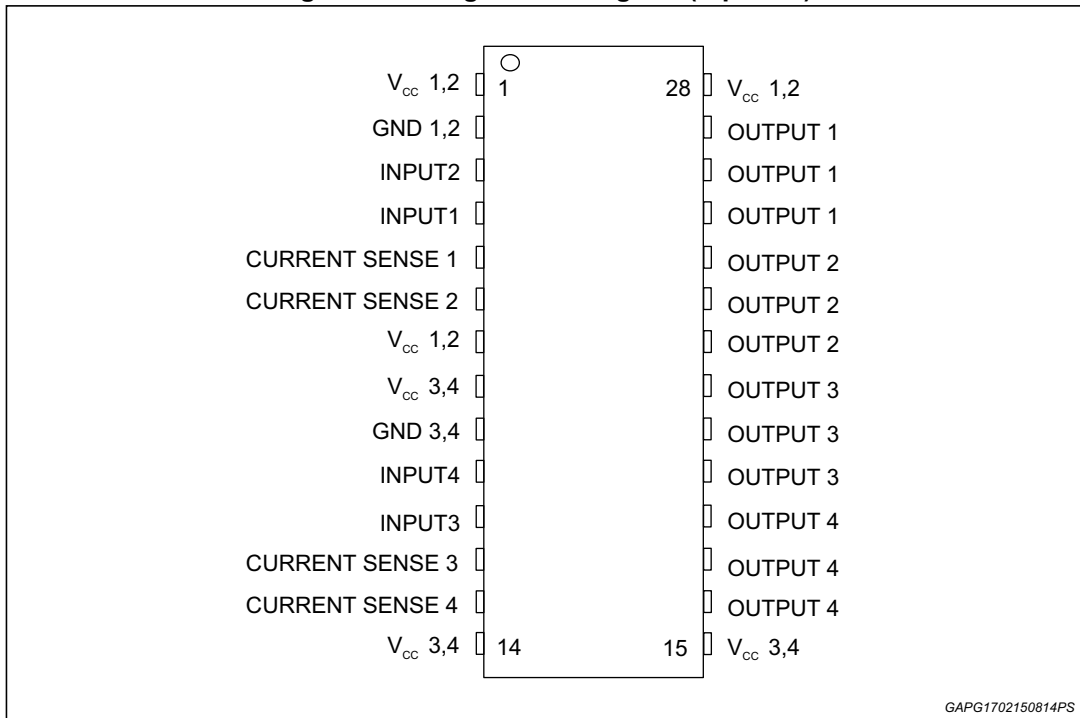 V_cc 1,2 1 28 V_cc 1,2
GND 1,2 OUTPUT 1
INPUT2 OUTPUT 1
INPUT1 OUTPUT 1
CURRENT SENSE 1 OUTPUT 2
CURRENT SENSE 2 OUTPUT 2
V_cc 1,2 OUTPUT 2
V_cc 3,4 OUTPUT 3
GND 3,4 OUTPUT 3
INPUT4 OUTPUT 3
INPUT3 OUTPUT 4
CURRENT SENSE 3 OUTPUT 4
CURRENT SENSE 4 OUTPUT 4
V_cc 3,4 14 15 V_cc 3,4
GAPG1702150814PS